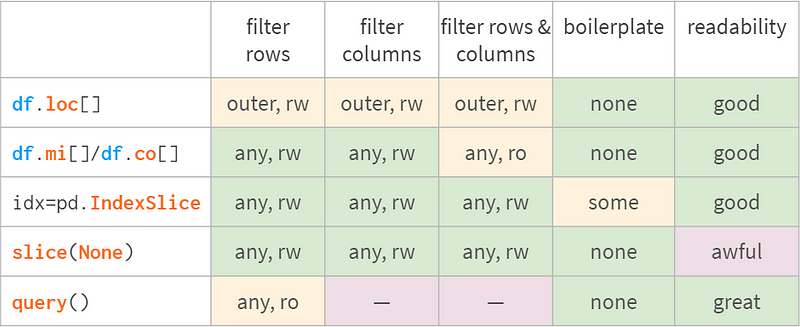 filter rows filter columns filter rows & columns boilerplate readability
df.loc[] outer, rw outer, rw outer, rw none good
df.mi[]/df.co[] any, rw any, rw any, ro none good
idx=pd.IndexSlice any, rw any, rw any, rw some good
slice(None) any, rw any, rw any, rw none awful
query() any, ro — — none great